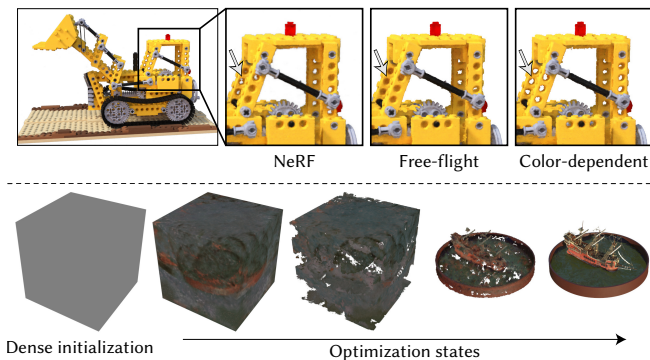 NeRF
Free-flight
Color-dependent
Dense initialization
Optimization states